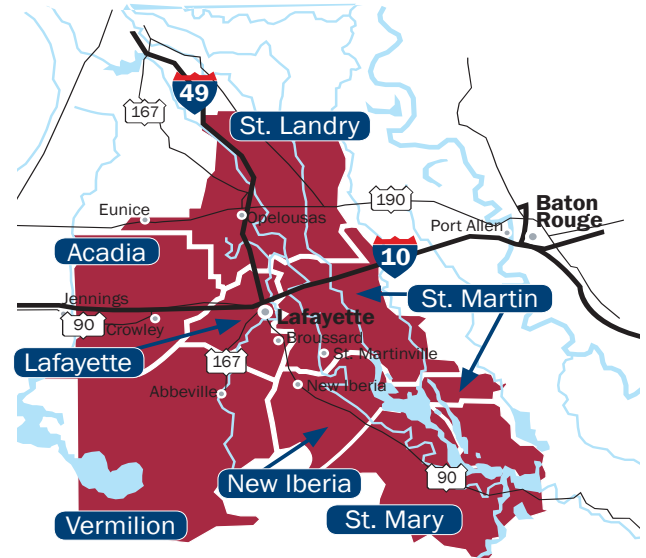 49
167
St. Landry
190
Eunice
Opelousas
Baton
Rouge
Port Allen
Acadia
10
Jennings
St. Martin
90
Crowley
Lafayette
Lafayette
Broussard
167
St. Martinville
Abbeville
New Iberia
90
New Iberia
Vermilion
St. Mary